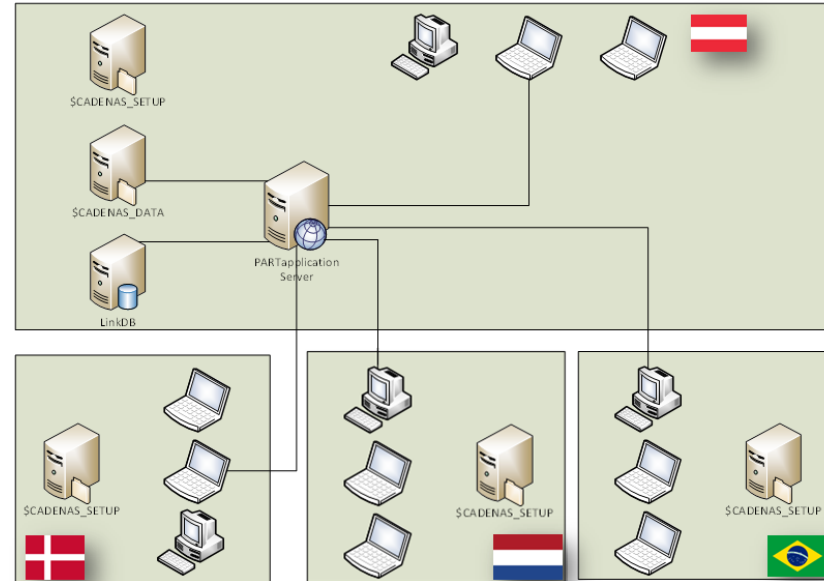 $CADENAS_SETUP
$CADENAS_DATA
PARTapplication
Server
LinkDB
$CADENAS_SETUP
$CADENAS_SETUP
$CADENAS_SETUP